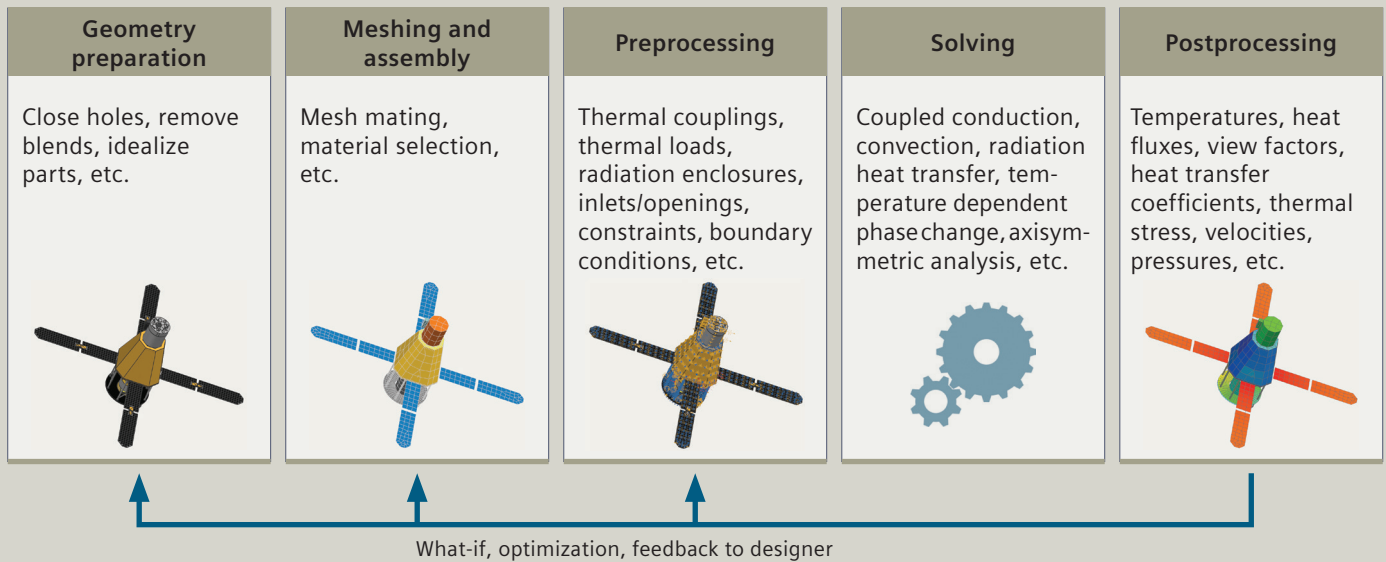 Geometry
preparation
Close holes, remove
blends, idealize
parts, etc.
Meshing and
assembly
Mesh mating,
material selection,
etc.
Preprocessing
Thermal couplings,
thermal loads,
radiation enclosures,
inlets/openings,
constraints, boundary
conditions, etc.
Solving
Coupled conduction,
convection, radiation
heat transfer, tem-
perature dependent
phase change, axisym-
metric analysis, etc.
Postprocessing
Temperatures, heat
fluxes, view factors,
heat transfer
coefficients, thermal
stress, velocities,
pressures, etc.
What-if, optimization, feedback to designer